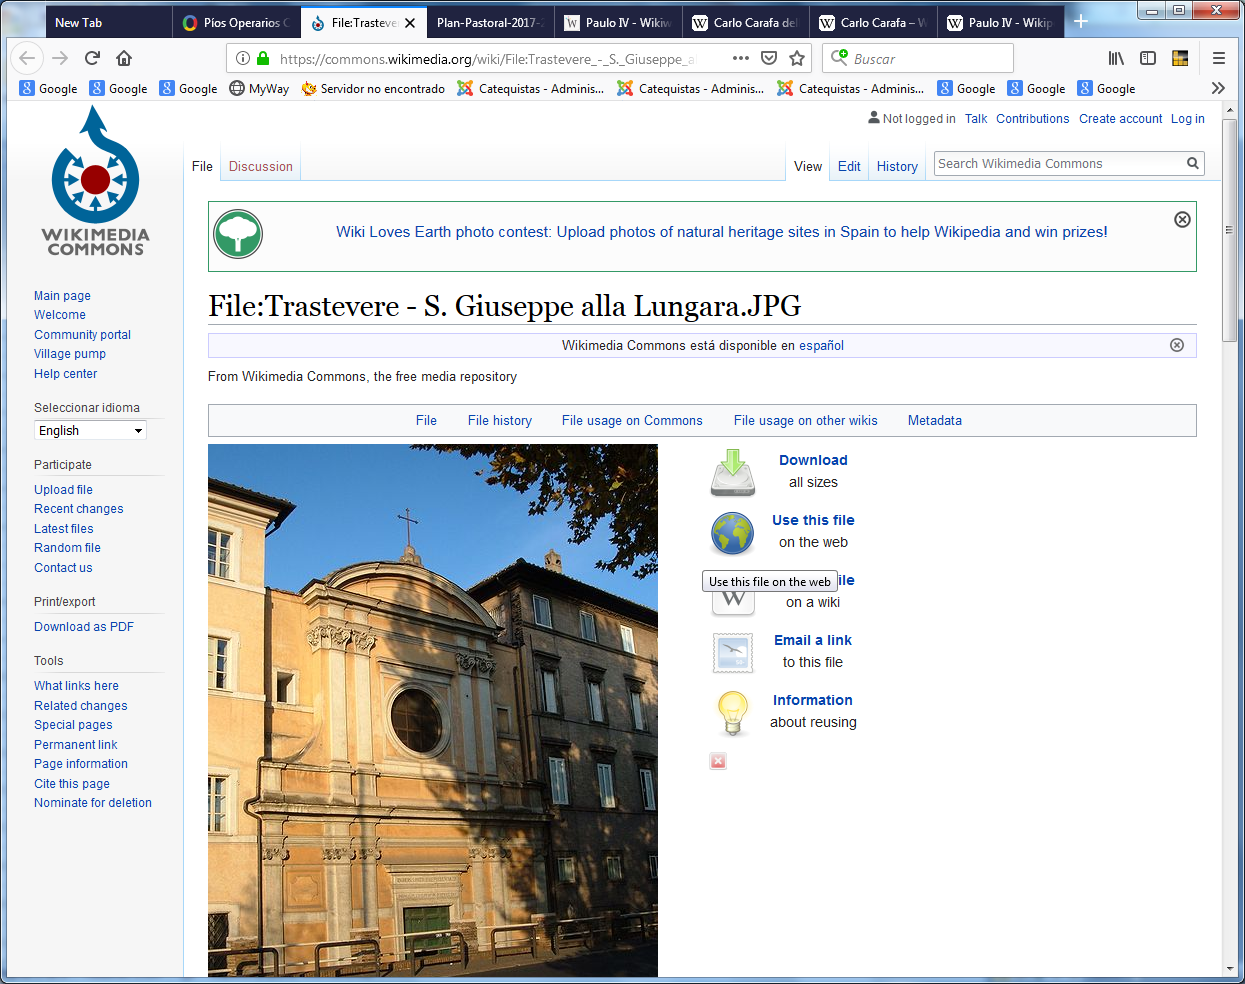 New Tab
Pios Operarios C
File:Trasteve
Plan-Pastoral-2017-
Paulo IV - Wikiw
Carlo Carafa de
Carlo Carafa – W
Paulo IV - Wikip
https://commons.wikimedia.org/wiki/File:Trastevere_-_S._Giuseppe_al
Buscar
Google
Google
Google
MyWay
Servidor no encontrado
Catequistas - Adminis...
Catequistas - Adminis...
Catequistas - Adminis...
Google
Google
Google
Not logged in Talk Contributions Create account Log in
File Discussion
View Edit History
Search Wikimedia Commons
WIKIMEDIA
COMMONS
Wiki Loves Earth photo contest: Upload photos of natural heritage sites in Spain to help Wikipedia and win prizes!
File:Trastevere - S. Giuseppe alla Lungara.JPG
Wikimedia Commons está disponible en español
From Wikimedia Commons, the free media repository
File File history File usage on Commons File usage on other wikis Metadata
Main page
Welcome
Community portal
Village pump
Help center
Seleccionar idioma
English
Participate
Upload file
Recent changes
Latest files
Random file
Contact us
Print/export
Download as PDF
Tools
What links here
Related changes
Special pages
Permanent link
Page information
Cite this page
Nominate for deletion
Download
all sizes
Use this file
on the web
Use this file on the web
ile
W
on a wiki
Email a link
to this file
Information
about reusing